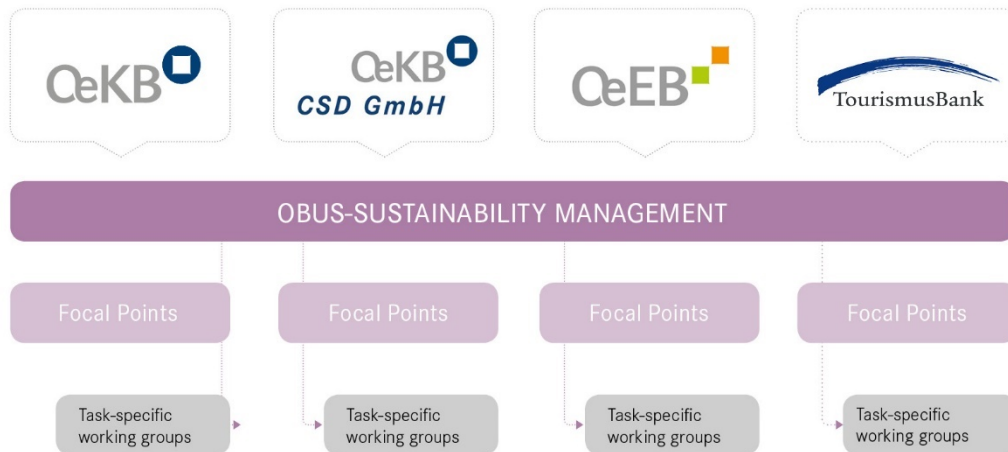 OeKB
OeKB
CSD GmbH
OeEB
TourismusBank
OBUS-SUSTAINABILITY MANAGEMENT
Focal Points
Focal Points
Focal Points
Focal Points
Task-specific
working groups
Task-specific
working groups
Task-specific
working groups
Task-specific
working groups